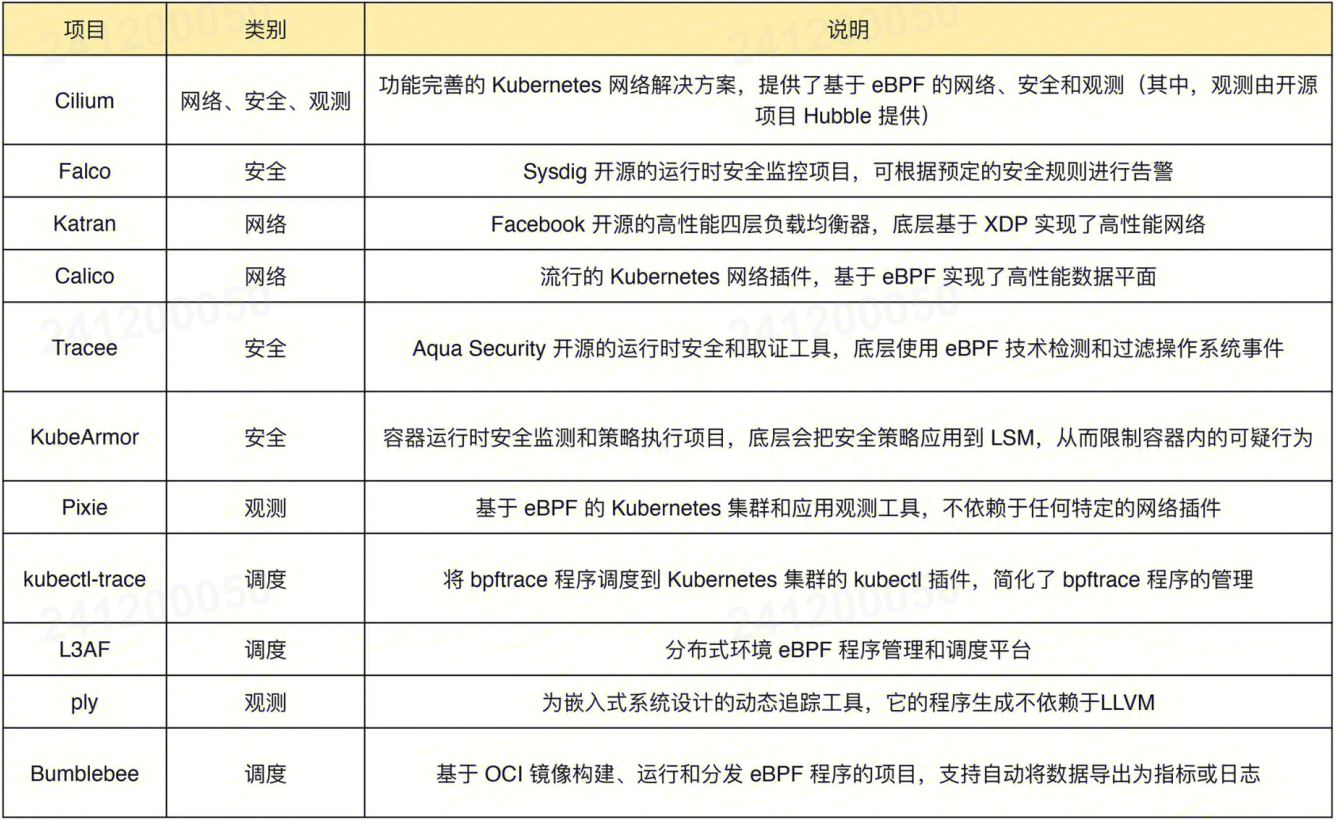 项目 类别 说明
Cilium 网络、安全、观测 功能完善的 Kubernetes 网络解决方案，提供了基于 eBPF 的网络、安全和观测（其中，观测由开源
项目 Hubble 提供）
Falco 安全 Sysdig 开源的运行时安全监控项目，可根据预定的安全规则进行告警
Katran 网络 Facebook 开源的高性能四层负载均衡器，底层基于 XDP 实现了高性能网络
Calico 网络 流行的 Kubernetes 网络插件，基于 eBPF 实现了高性能数据平面
Tracee 安全 Aqua Security 开源的运行时安全和取证工具，底层使用 eBPF 技术检测和过滤操作系统事件
KubeArmor 安全 容器运行时安全监测和策略执行项目，底层会把安全策略应用到 LSM，从而限制容器内的可疑行为
Pixie 观测 基于 eBPF 的 Kubernetes 集群和应用观测工具，不依赖于任何特定的网络插件
kubectl-trace 调度 将 bpftrace 程序调度到 Kubernetes 集群的 kubectl 插件，简化了 bpftrace 程序的管理
L3AF 调度 分布式环境 eBPF 程序管理和调度平台
ply 观测 为嵌入式系统设计的动态追踪工具，它的程序生成不依赖于LLVM
Bumblebee 调度 基于 OCI 镜像构建、运行和分发 eBPF 程序的项目，支持自动将数据导出为指标或日志
241200050
241200050
241200050
241200050
241200050
241200050